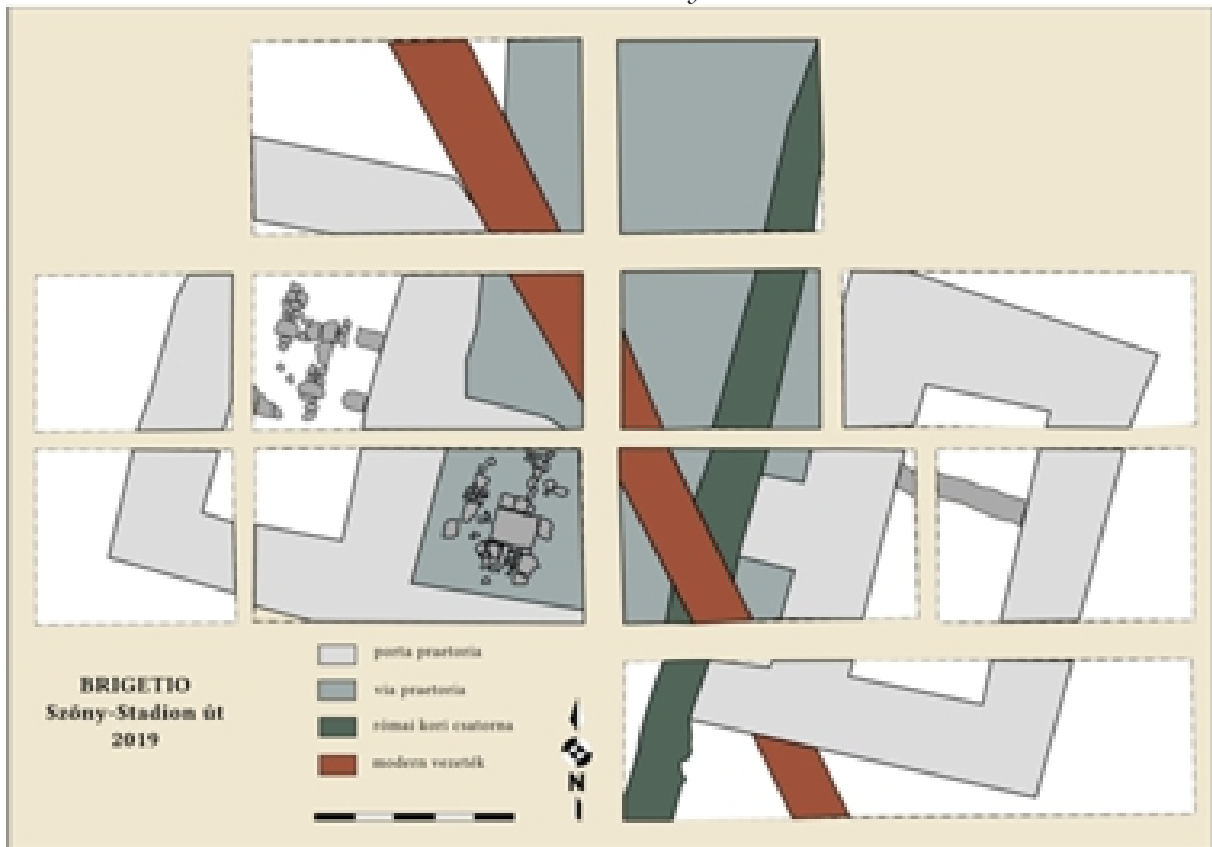 BRIGETIO
Szőny-Stadion út
2019
porta praetoria
via praetoria
római kori csatorna
modern vezeték
N